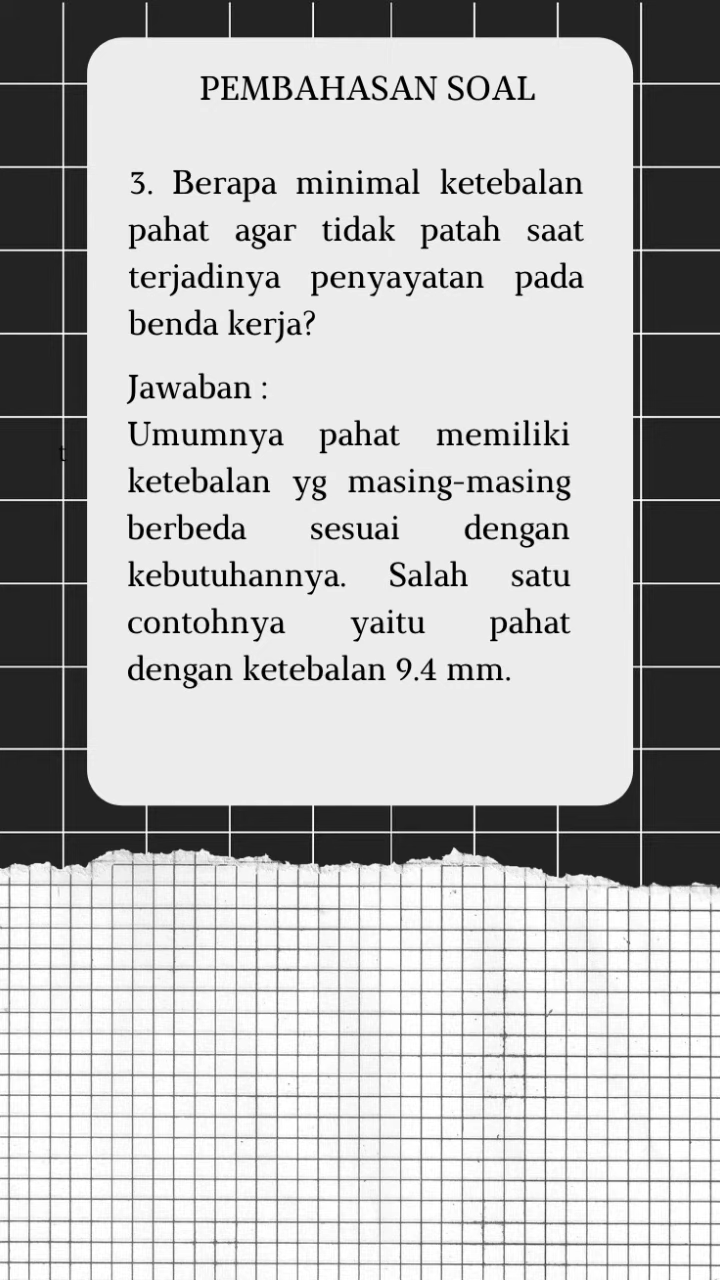 PEMBAHASAN SOAL
3. Berapa minimal ketebalan
pahat agar tidak patah saat
terjadinya penyayatan pada
benda kerja?
Jawaban :
t
Umumnya pahat memiliki
ketebalan yg masing-masing
berbeda sesuai dengan
kebutuhannya. Salah satu
contohnya yaitu pahat
dengan ketebalan 9.4 mm.